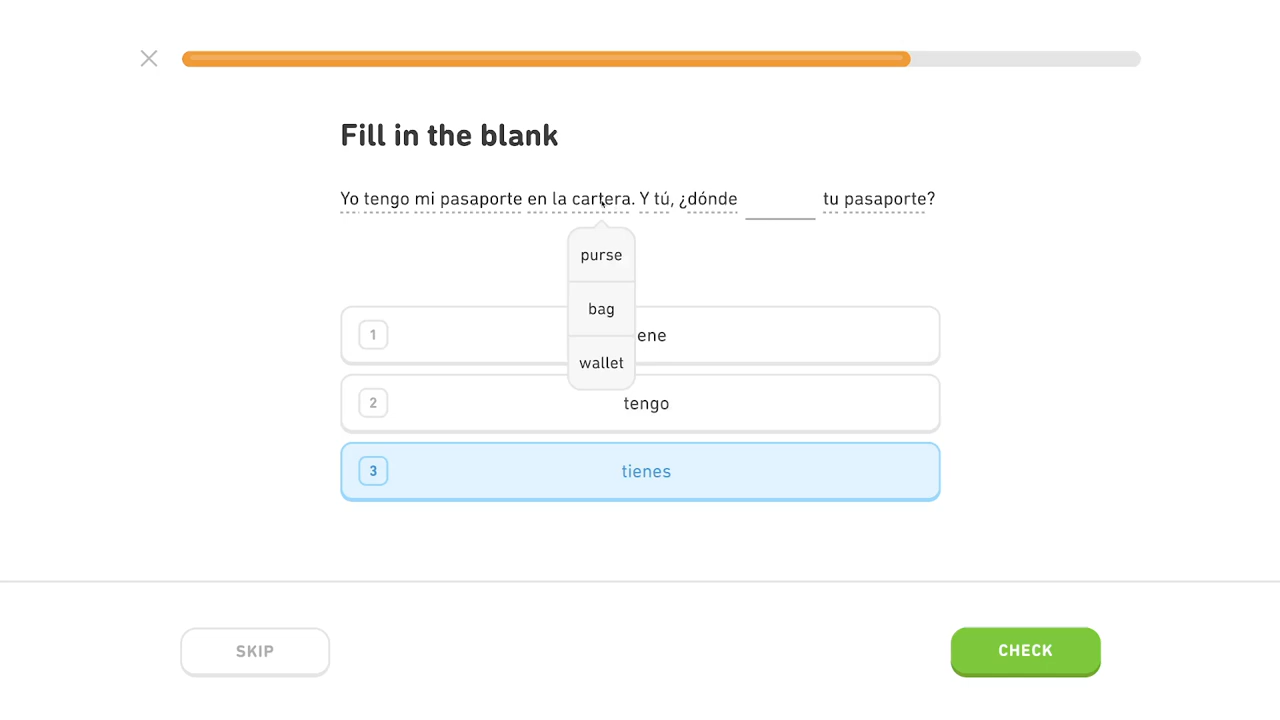 Fill in the blank
Yo tengo mi pasaporte en la cartera. Y tú, ¿dónde ________ tu pasaporte?
purse
bag
wallet
1 ene
2 tengo
3 tienes
SKIP
CHECK